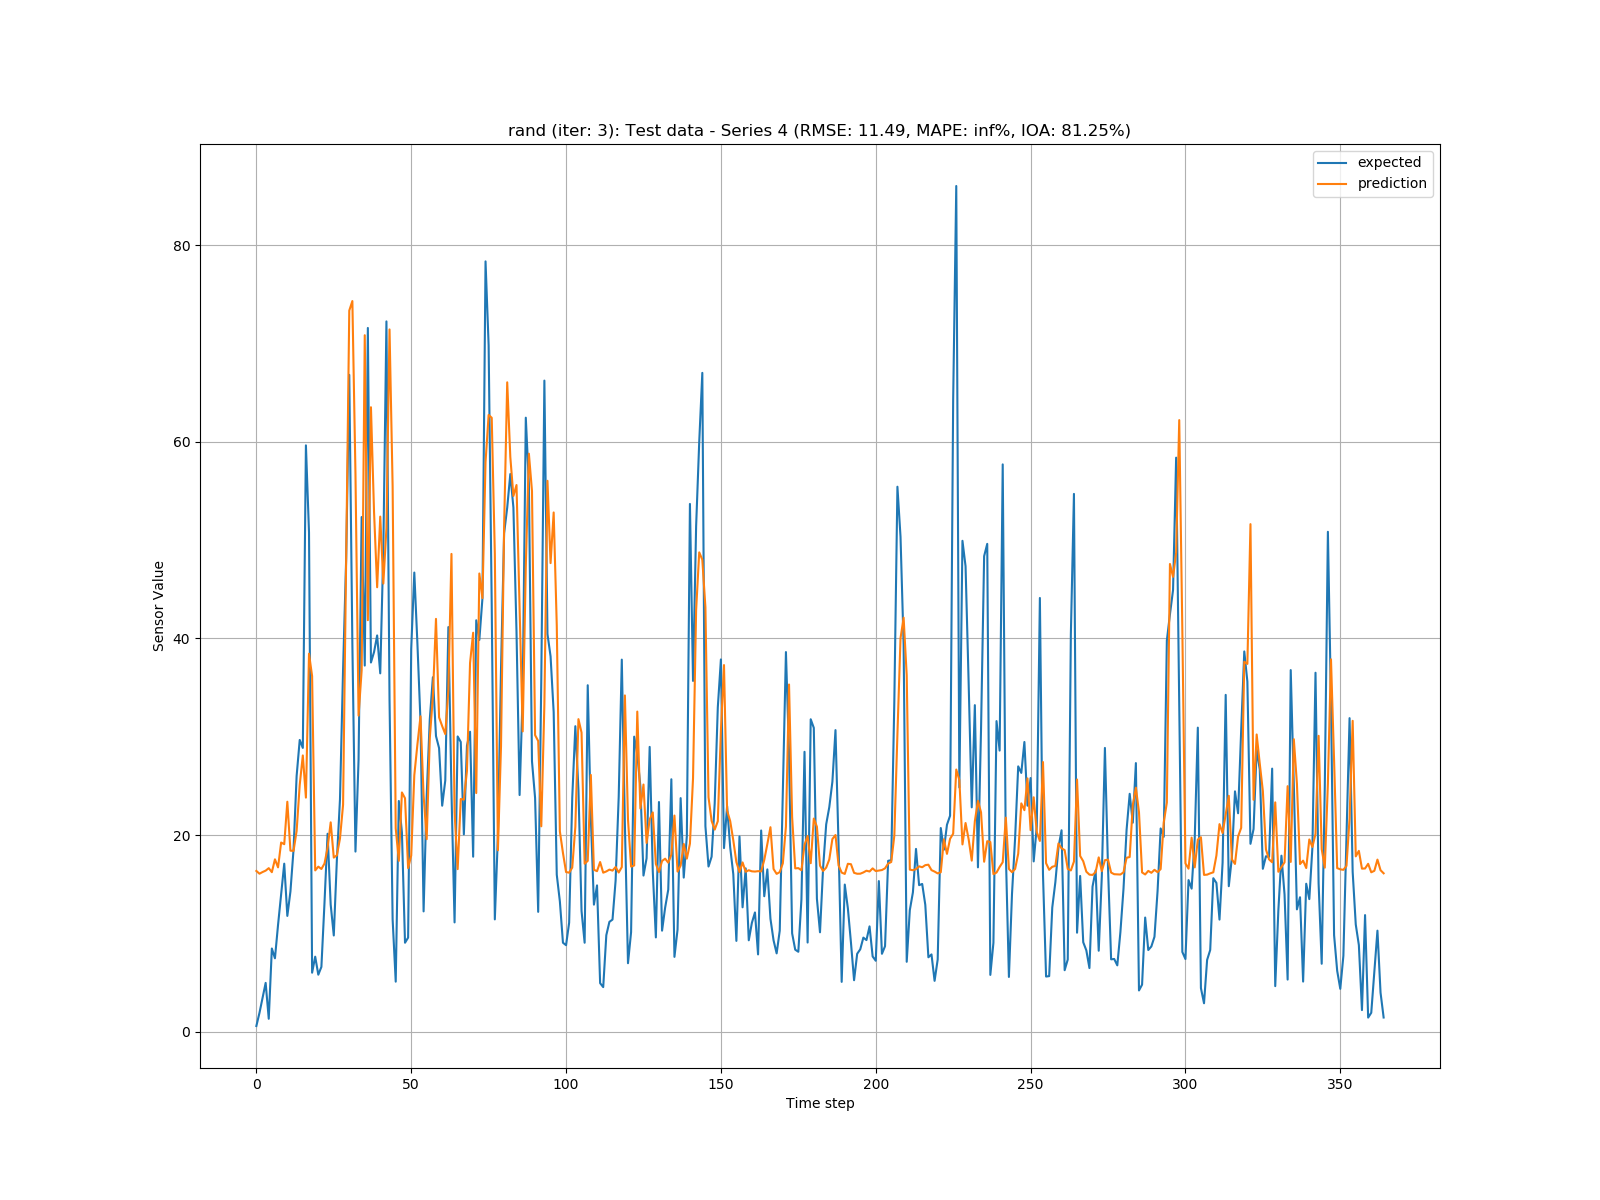 rand (iter: 3): Test data - Series 4 (RMSE: 11.49, MAPE: inf%, IOA: 81.25%)
expected
prediction
80
60
40
20
0
Sensor Value
0 50 100 150 200 250 300 350
Time step